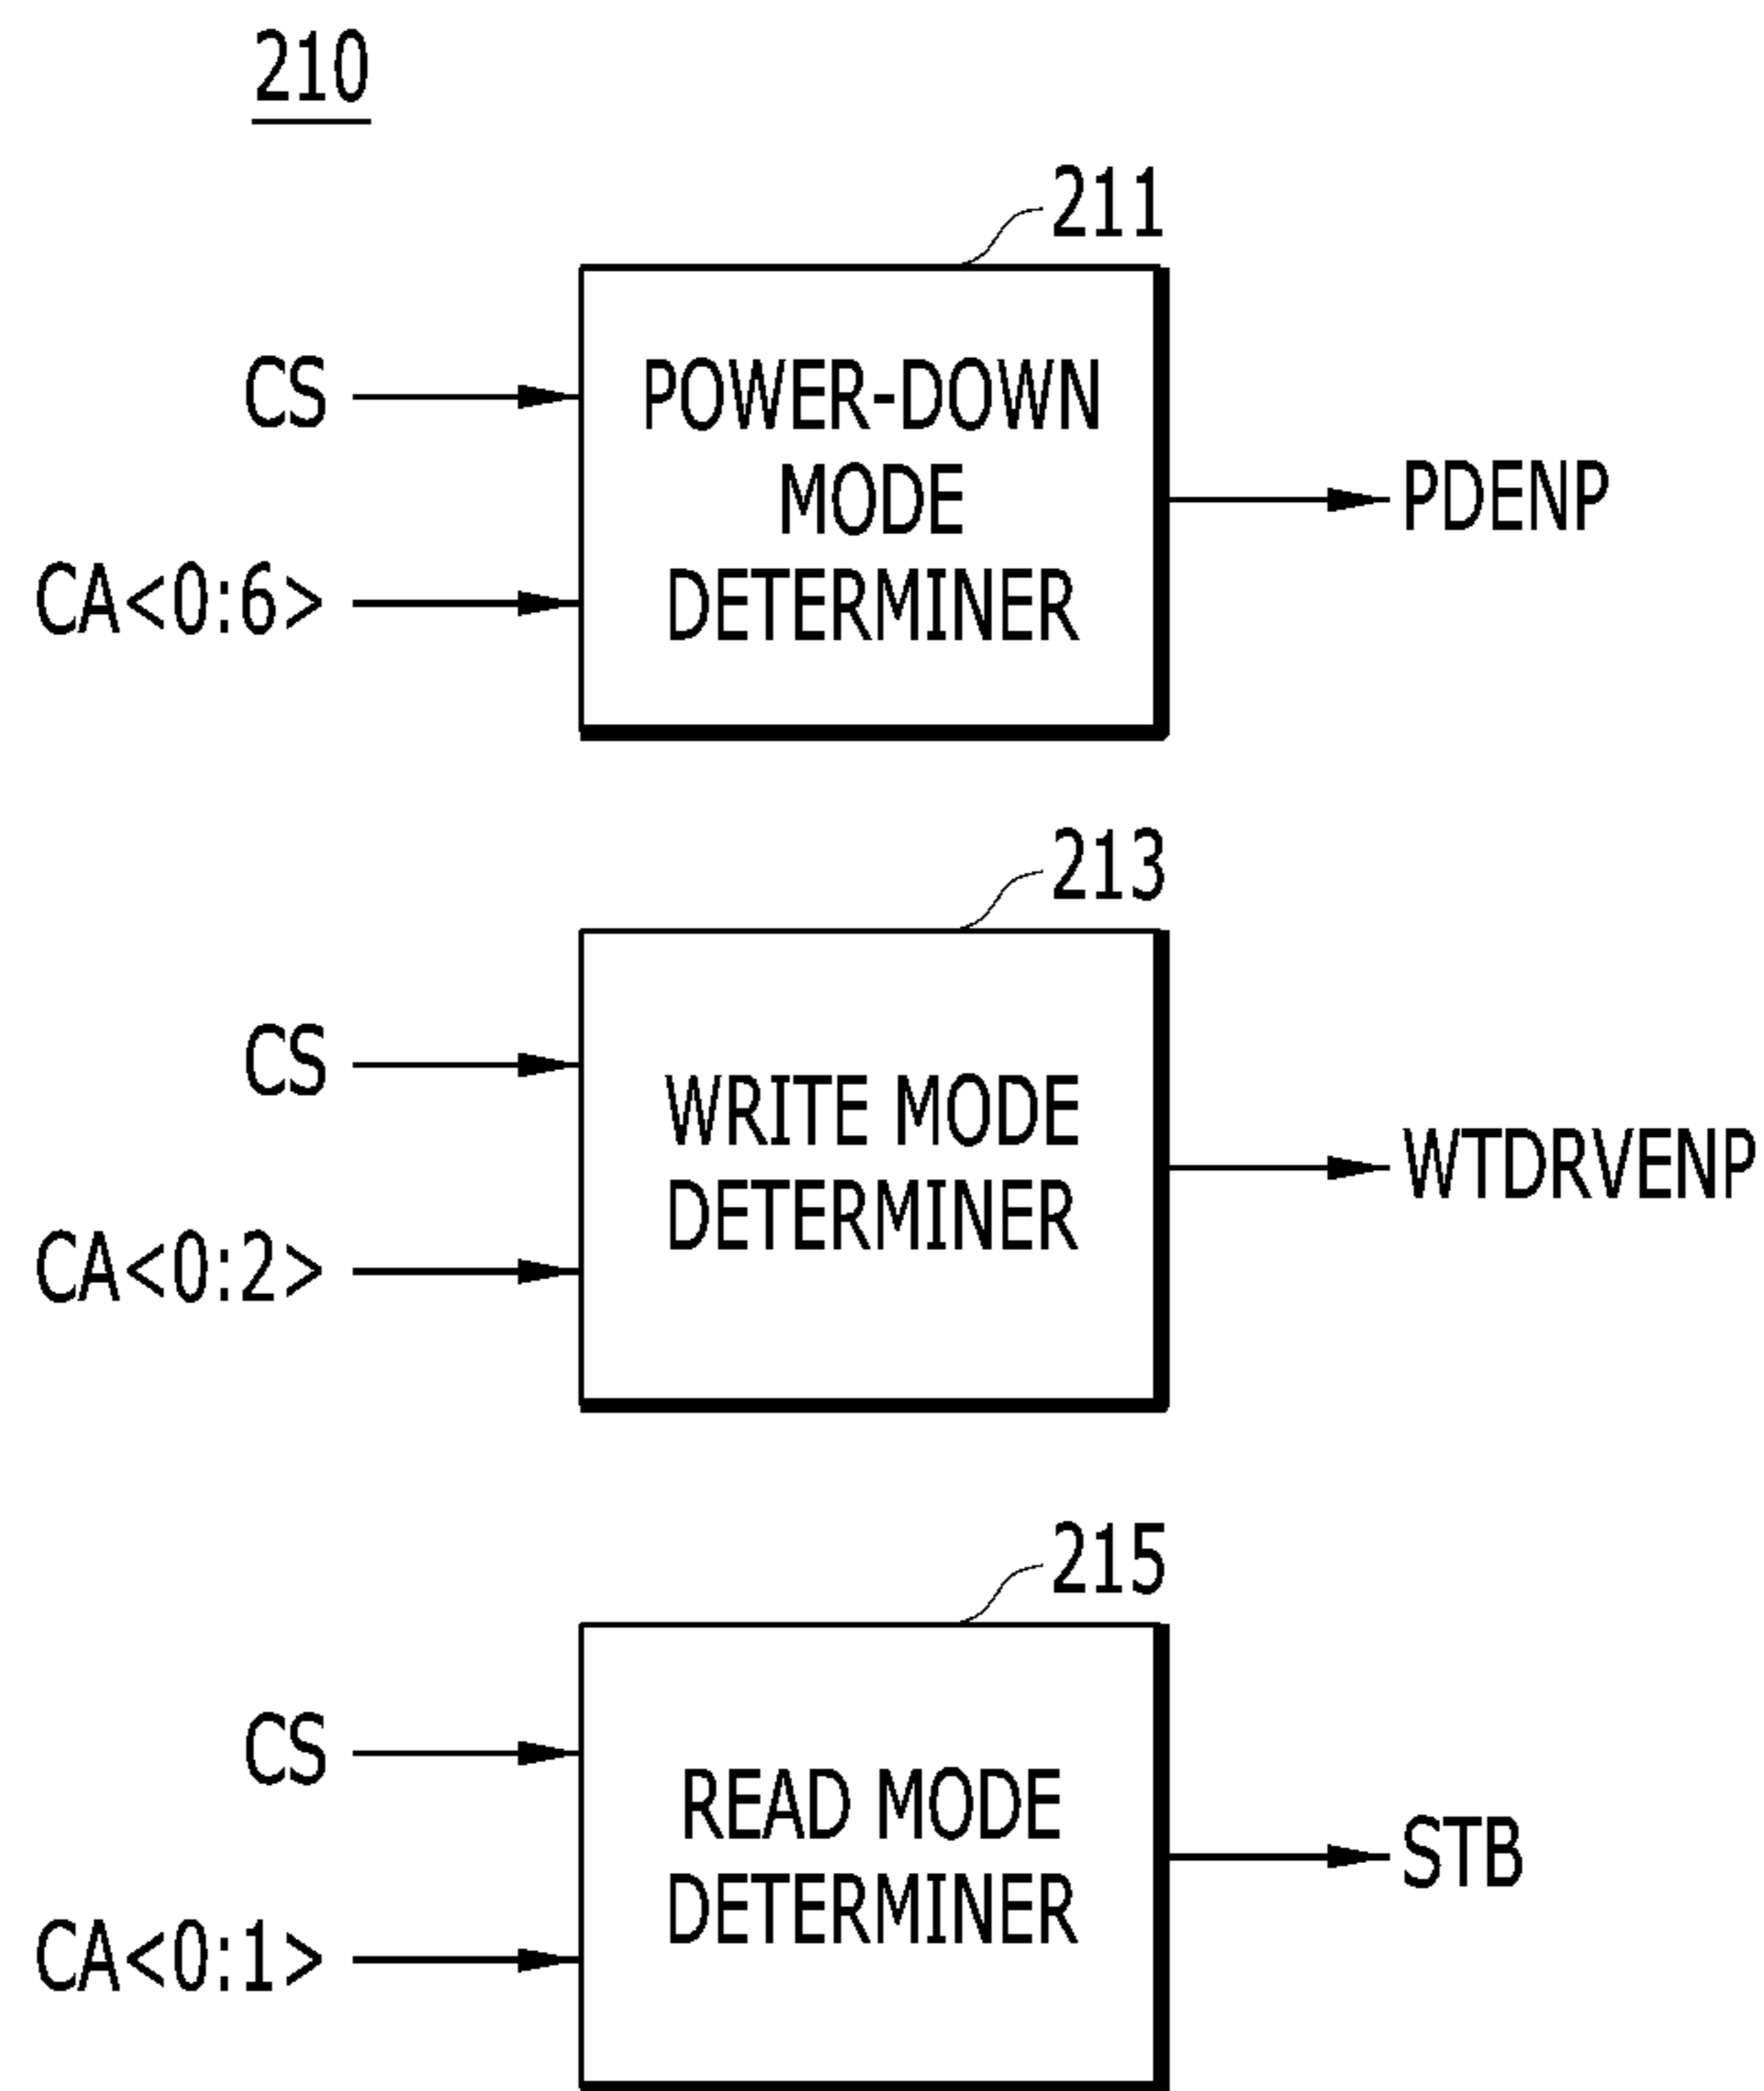 210
211
CS
POWER-DOWN
MODE
DETERMINER
CA<0:6>
PDENP
213
CS
WRITE MODE
DETERMINER
CA<0:2>
WTDRVENP
215
CS
READ MODE
DETERMINER
CA<0:1>
STB